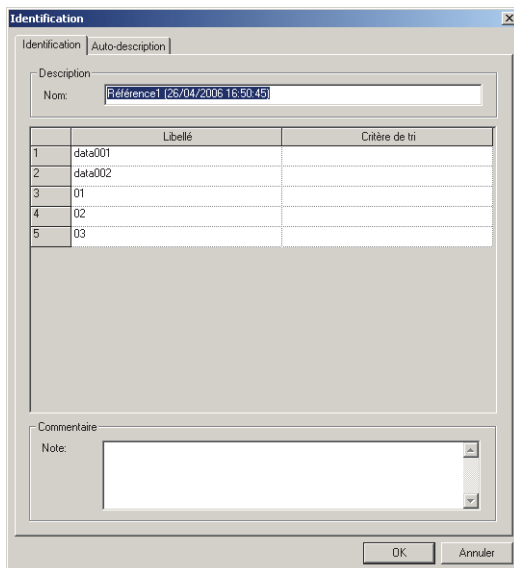 Identification
Identification Auto-description
Description
Nom: Référence1 (26/04/2006 16:50:45)
Libellé Critère de tri
1 data001
2 data002
3 01
4 02
5 03
Commentaire
Note:
OK Annuler